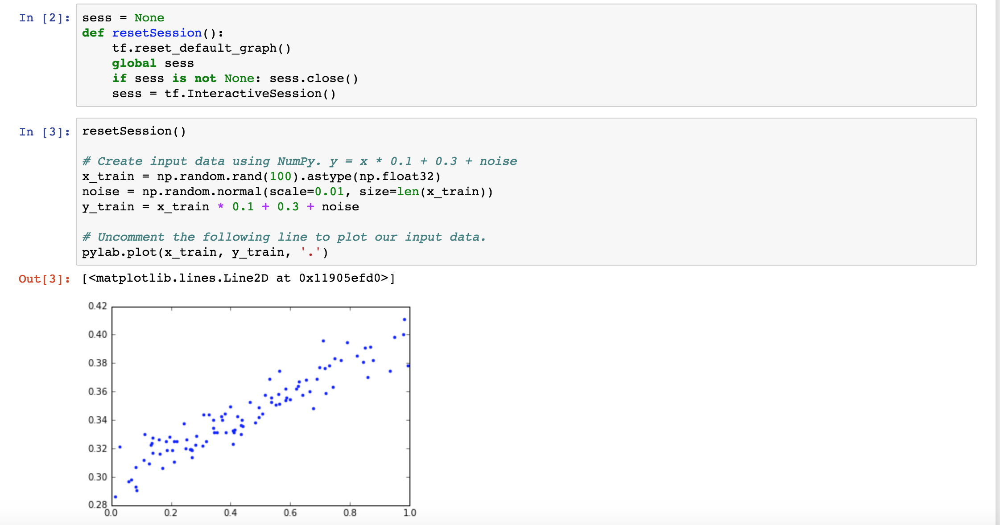 In [2]:
sess = None
def resetSession():
    tf.reset_default_graph()
    global sess
    if sess is not None: sess.close()
    sess = tf.InteractiveSession()
In [3]:
resetSession()
# Create input data using NumPy. y = x * 0.1 + 0.3 + noise
x_train = np.random.rand(100).astype(np.float32)
noise = np.random.normal(scale=0.01, size=len(x_train))
y_train = x_train * 0.1 + 0.3 + noise
# Uncomment the following line to plot our input data.
pylab.plot(x_train, y_train, '.')
Out[3]:
[<matplotlib.lines.Line2D at 0x11905efd0>]
0.42
0.40
0.38
0.36
0.34
0.32
0.30
0.28
0.0 0.2 0.4 0.6 0.8 1.0